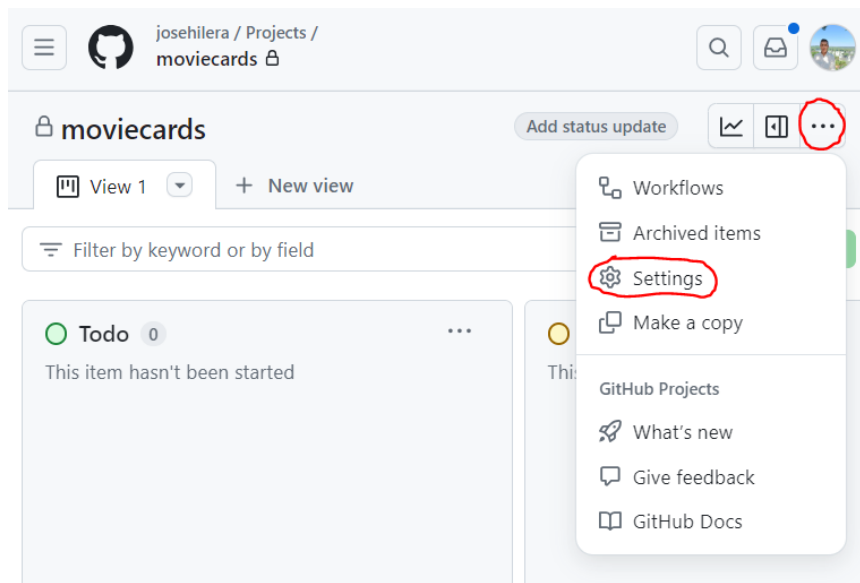 josehilera / Projects /
moviecards
moviecards
Add status update
View 1
New view
Workflows
Archived items
Filter by keyword or by field
Settings
Make a copy
Todo 0
This item hasn't been started
GitHub Projects
What's new
Give feedback
GitHub Docs